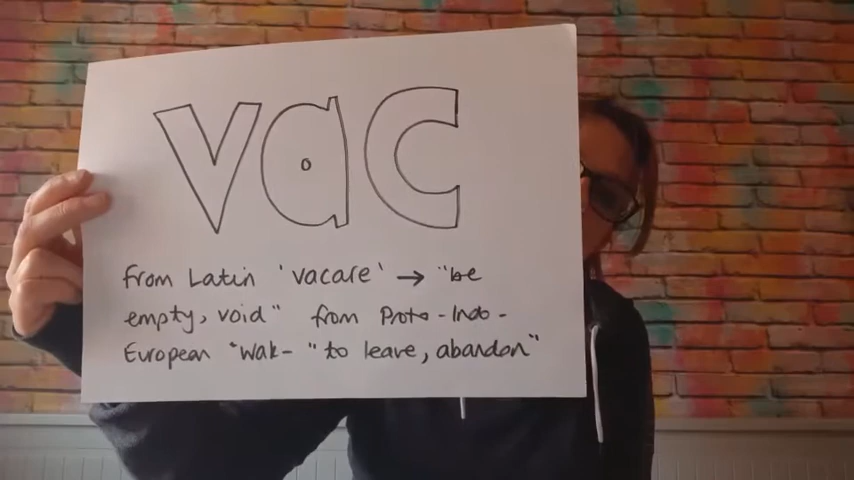 vac
from Latin 'vacare' → "be
empty, void" from Proto-Indo-
European "wak- "to leave, abandon"